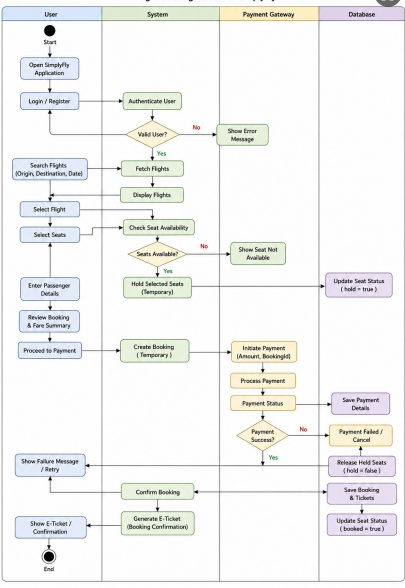 User
System
Payment Gateway
Database
Start
Open SimplyFly
Application
Login / Register
Authenticate User
Valid User?
No
Show Error
Message
Yes
Search Flights
(Origin, Destination, Date)
Fetch Flights
Display Flights
Select Flight
Select Seats
Check Seat Availability
Seats Available?
No
Show Seat Not
Available
Yes
Enter Passenger
Details
Hold Selected Seats
(Temporary)
Update Seat Status
( hold = true )
Review Booking
& Fare Summary
Proceed to Payment
Create Booking
( Temporary )
Initiate Payment
(Amount, BookingId)
Process Payment
Payment Status
Save Payment
Details
Payment
Success?
No
Payment Failed /
Cancel
Yes
Show Failure Message
/ Retry
Release Held Seats
( hold = false )
Confirm Booking
Save Booking
& Tickets
Show E-Ticket /
Confirmation
Generate E-Ticket
(Booking Confirmation)
Update Seat Status
( booked = true )
End